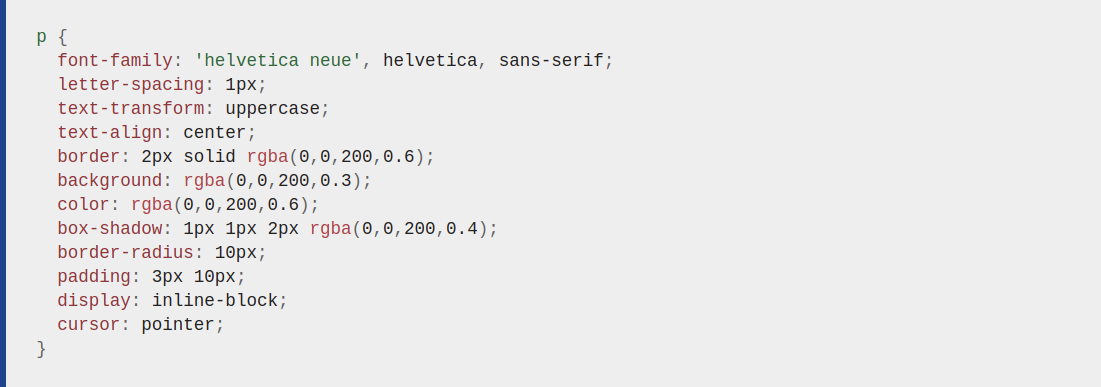 p {
  font-family: 'helvetica neue', helvetica, sans-serif;
  letter-spacing: 1px;
  text-transform: uppercase;
  text-align: center;
  border: 2px solid rgba(0,0,200,0.6);
  background: rgba(0,0,200,0.3);
  color: rgba(0,0,200,0.6);
  box-shadow: 1px 1px 2px rgba(0,0,200,0.4);
  border-radius: 10px;
  padding: 3px 10px;
  display: inline-block;
  cursor: pointer;
}